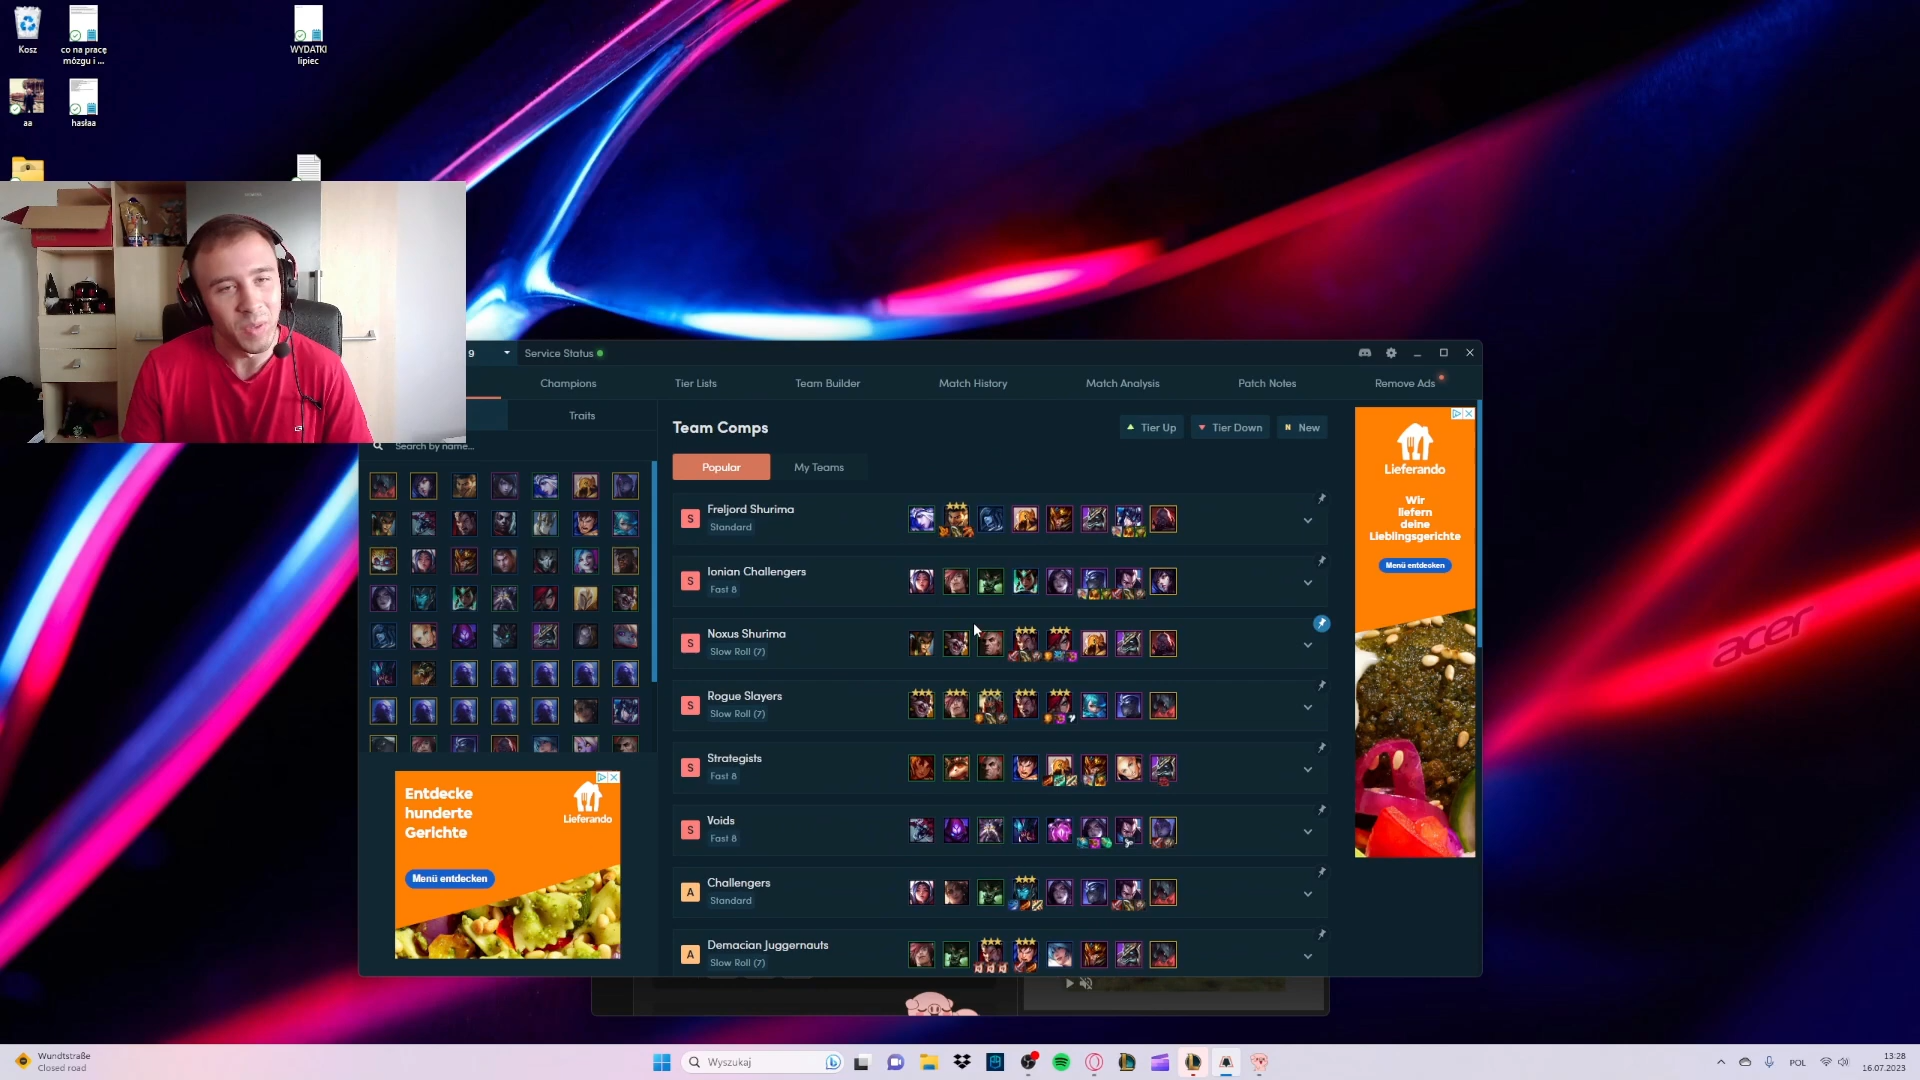 Kosz
co na pracę
mózgu i ...
WYDATKI
lipiec
aa
hasłaa
9
Service Status
Champions
Tier Lists
Team Builder
Match History
Match Analysis
Patch Notes
Remove Ads
Traits
Search by name...
Team Comps
Tier Up
Tier Down
N New
Popular
My Teams
S
Freljord Shurima
Standard
S
Ionian Challengers
Fast 8
S
Noxus Shurima
Slow Roll (7)
S
Rogue Slayers
Slow Roll (7)
S
Strategists
Fast 8
S
Voids
Fast 8
A
Challengers
Standard
A
Demacian Juggernauts
Slow Roll (7)
Lieferando
Wir
liefern
deine
Lieblingsgerichte
Menü entdecken
Entdecke
hunderte
Gerichte
Lieferando
Menü entdecken
acer
Wundtstraße
Closed road
Wyszukaj
POL
13:28
16.07.2023